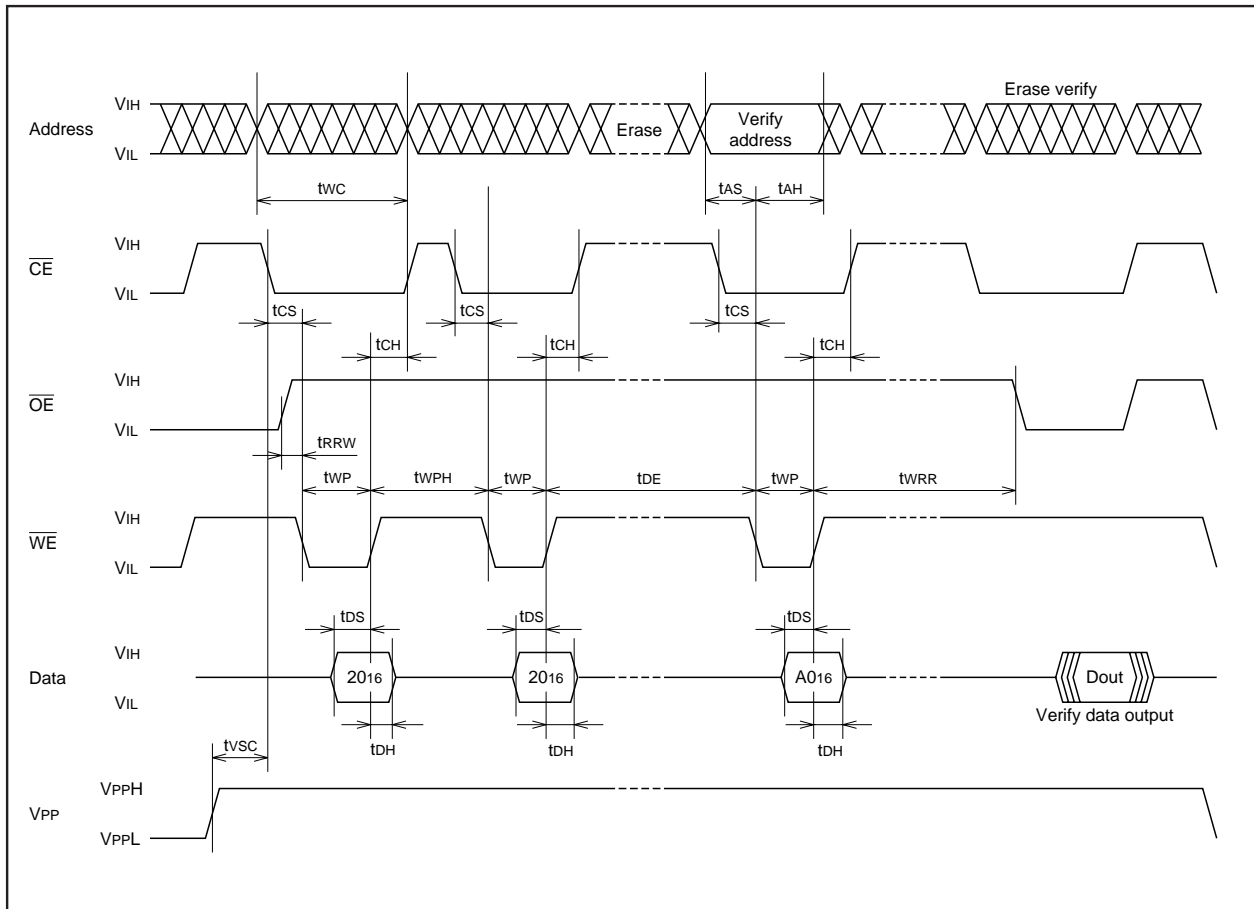 Erase verify
VIH
Address
Erase
Verify
address
VIL
tWC
tAS
tAH
VIH
CE
VIL
tCS
tCS
tCS
tCH
tCH
tCH
VIH
OE
VIL
tRRW
tWP
tWPH
tWP
tDE
tWP
tWRR
VIH
WE
VIL
tDS
tDS
tDS
VIH
Data
2016
2016
A016
Dout
VIL
Verify data output
tDH
tDH
tDH
tVSC
VPPH
VPP
VPPL